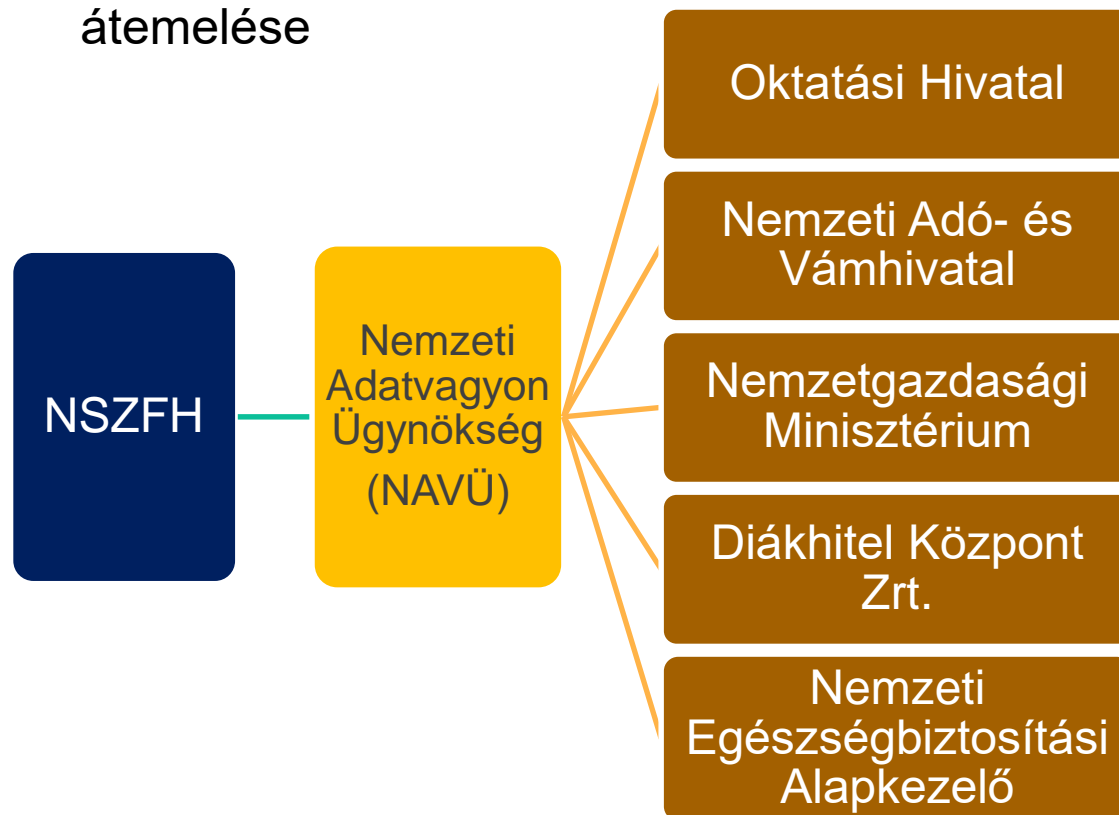 átemelése
NSZFH
Nemzeti
Adatvagyon
Ügynökség
(NAVÜ)
Oktatási Hivatal
Nemzeti Adó- és
Vámhivatal
Nemzetgazdasági
Minisztérium
Diákhitel Központ
Zrt.
Nemzeti
Egészségbiztosítási
Alapkezelő